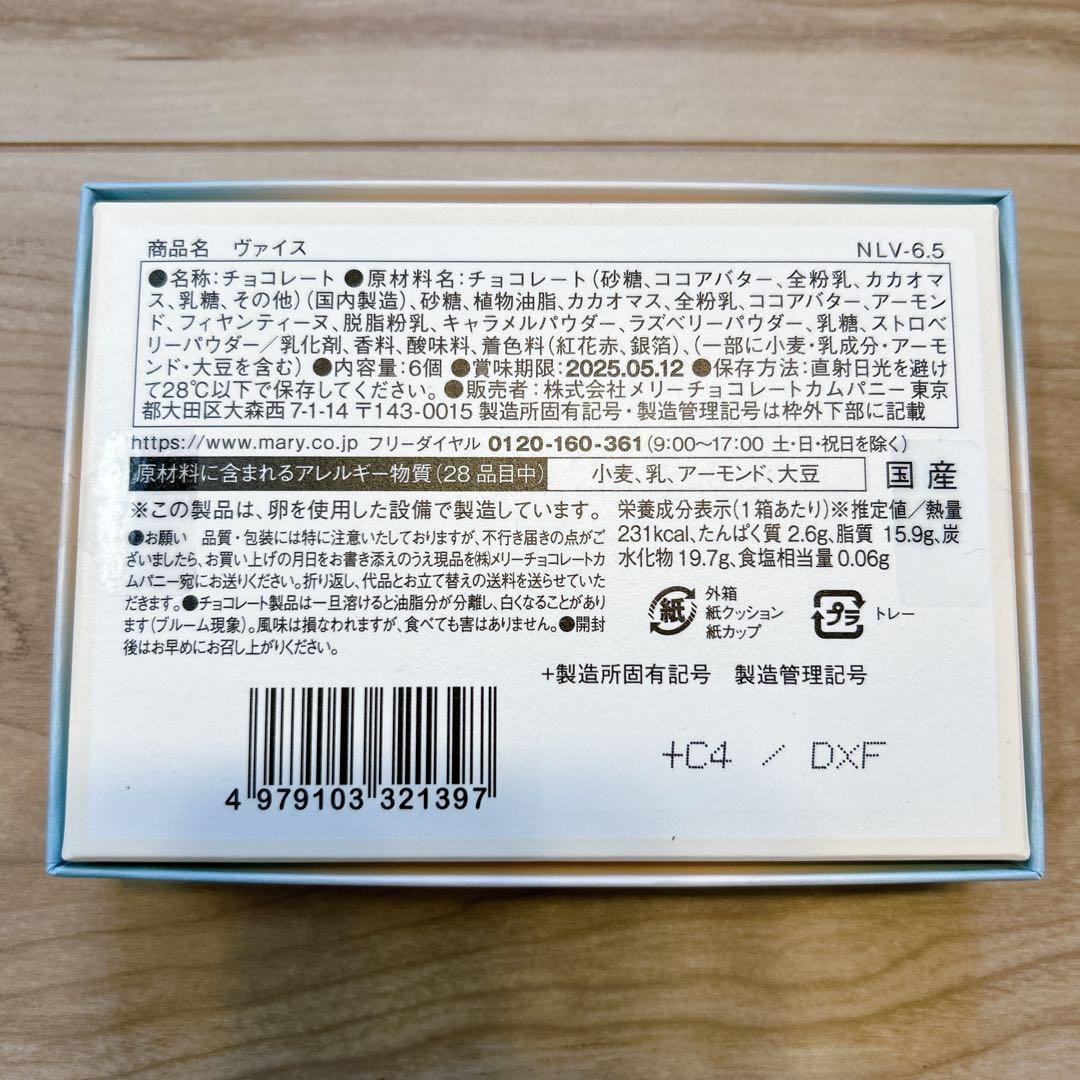 商品名 ヴァイス NLV-6.5
●名称:チョコレート ●原材料名:チョコレート(砂糖、ココアバター、全粉乳、カカオマ
ス、乳糖、その他)(国内製造)、砂糖、植物油脂、カカオマス、全粉乳、ココアバター、アーモン
ド、フィヤンティーヌ、脱脂粉乳、キャラメルパウダー、ラズベリーパウダー、乳糖、ストロベ
リーパウダー/乳化剤、香料、酸味料、着色料(紅花赤、銀箔)、(一部に小麦・乳成分・アーモ
ンド・大豆を含む) ●内容量:6個 ●賞味期限:2025.05.12 ●保存方法:直射日光を避け
て28℃以下で保存してください。●販売者:株式会社メリーチョコレートカムパニー 東京
都大田区大森西7-1-14 〒143-0015 製造所固有記号・製造管理記号は枠外下部に記載
https://www.mary.co.jp フリーダイヤル 0120-160-361(9:00〜17:00 土・日・祝日を除く)
原材料に含まれるアレルギー物質(28品目中) 小麦、乳、アーモンド、大豆 国産
※この製品は、卵を使用した設備で製造しています。
●お願い 品質・包装には特に注意いたしておりますが、不行き届きの点がご
ざいましたら、お買い上げの月日をお書き添えのうえ現品を㈱メリーチョコレートカ
ムパニー宛にお送りください。折り返し、代品とお立て替えの送料を送らせていた
だきます。●チョコレート製品は一旦溶けると油脂分が分離し、白くなることがあり
ます(ブルーム現象)。風味は損なわれますが、食べても害はありません。●開封
後はお早めにお召し上がりください。
栄養成分表示(1箱あたり)※推定値/熱量
231kcal、たんぱく質 2.6g、脂質 15.9g、炭
水化物 19.7g、食塩相当量 0.06g
紙
外箱
紙クッション
紙カップ
プラ
トレー
+製造所固有記号 製造管理記号
+C4 / DXF
4 979103 321397